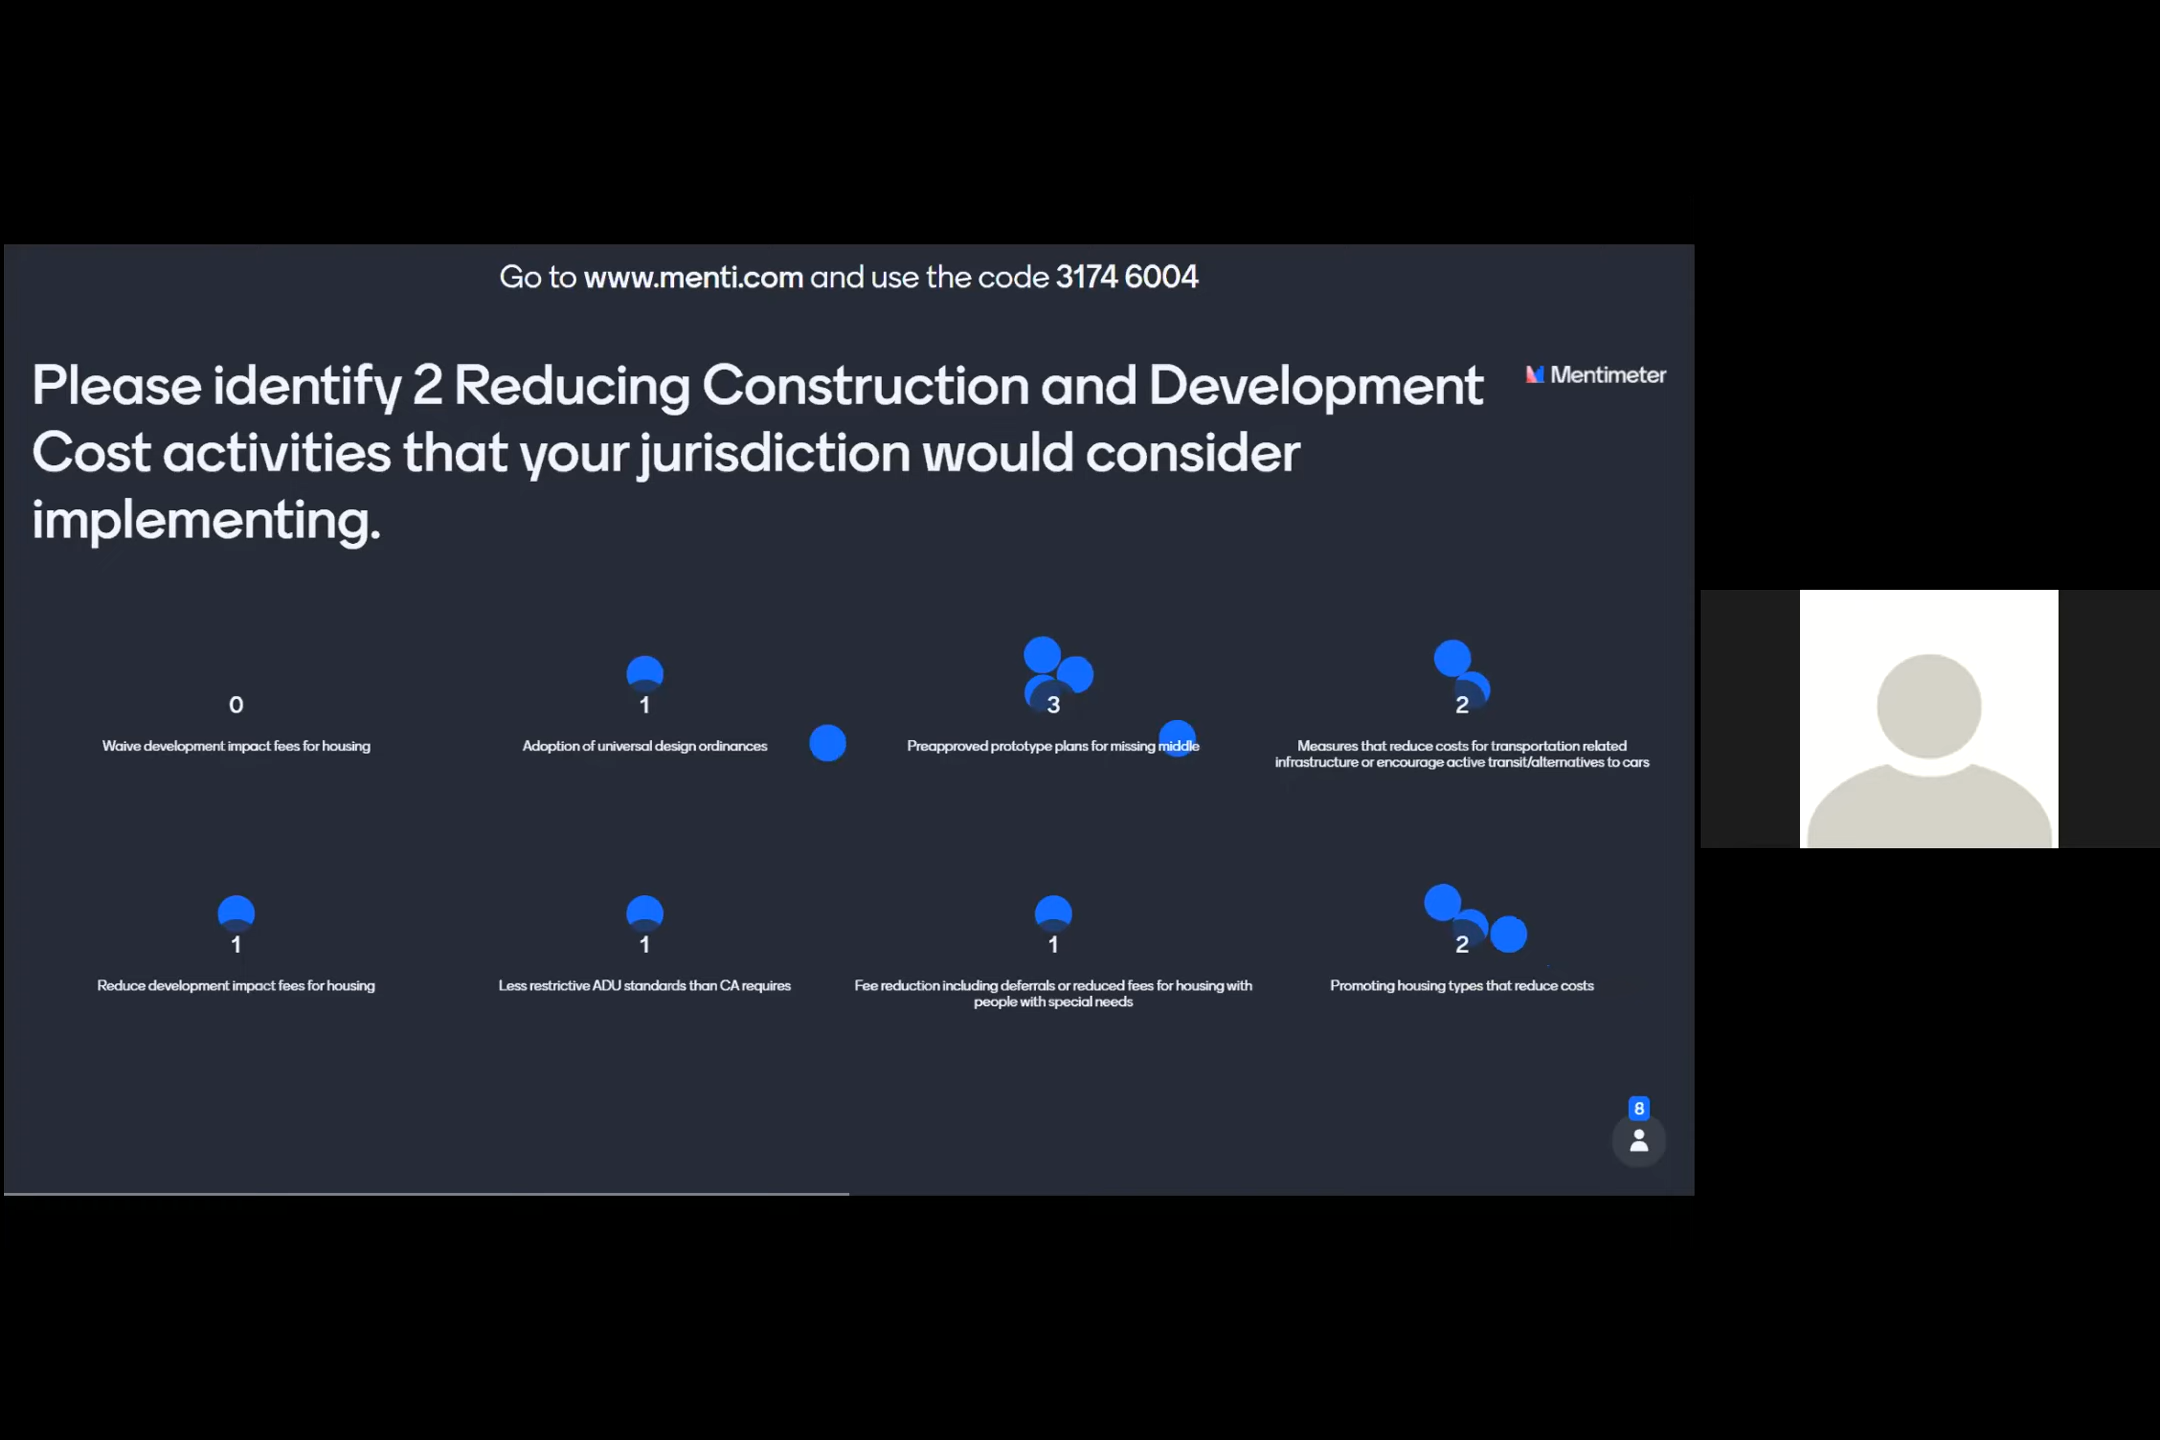 Go to www.menti.com and use the code 3174 6004
Please identify 2 Reducing Construction and Development
Cost activities that your jurisdiction would consider
implementing.
Mentimeter
0
1
3
2
Waive development impact fees for housing
Adoption of universal design ordinances
Preapproved prototype plans for missing middle
Measures that reduce costs for transportation related
infrastructure or encourage active transit/alternatives to cars
1
1
1
2
Reduce development impact fees for housing
Less restrictive ADU standards than CA requires
Fee reduction including deferrals or reduced fees for housing with
people with special needs
Promoting housing types that reduce costs
8